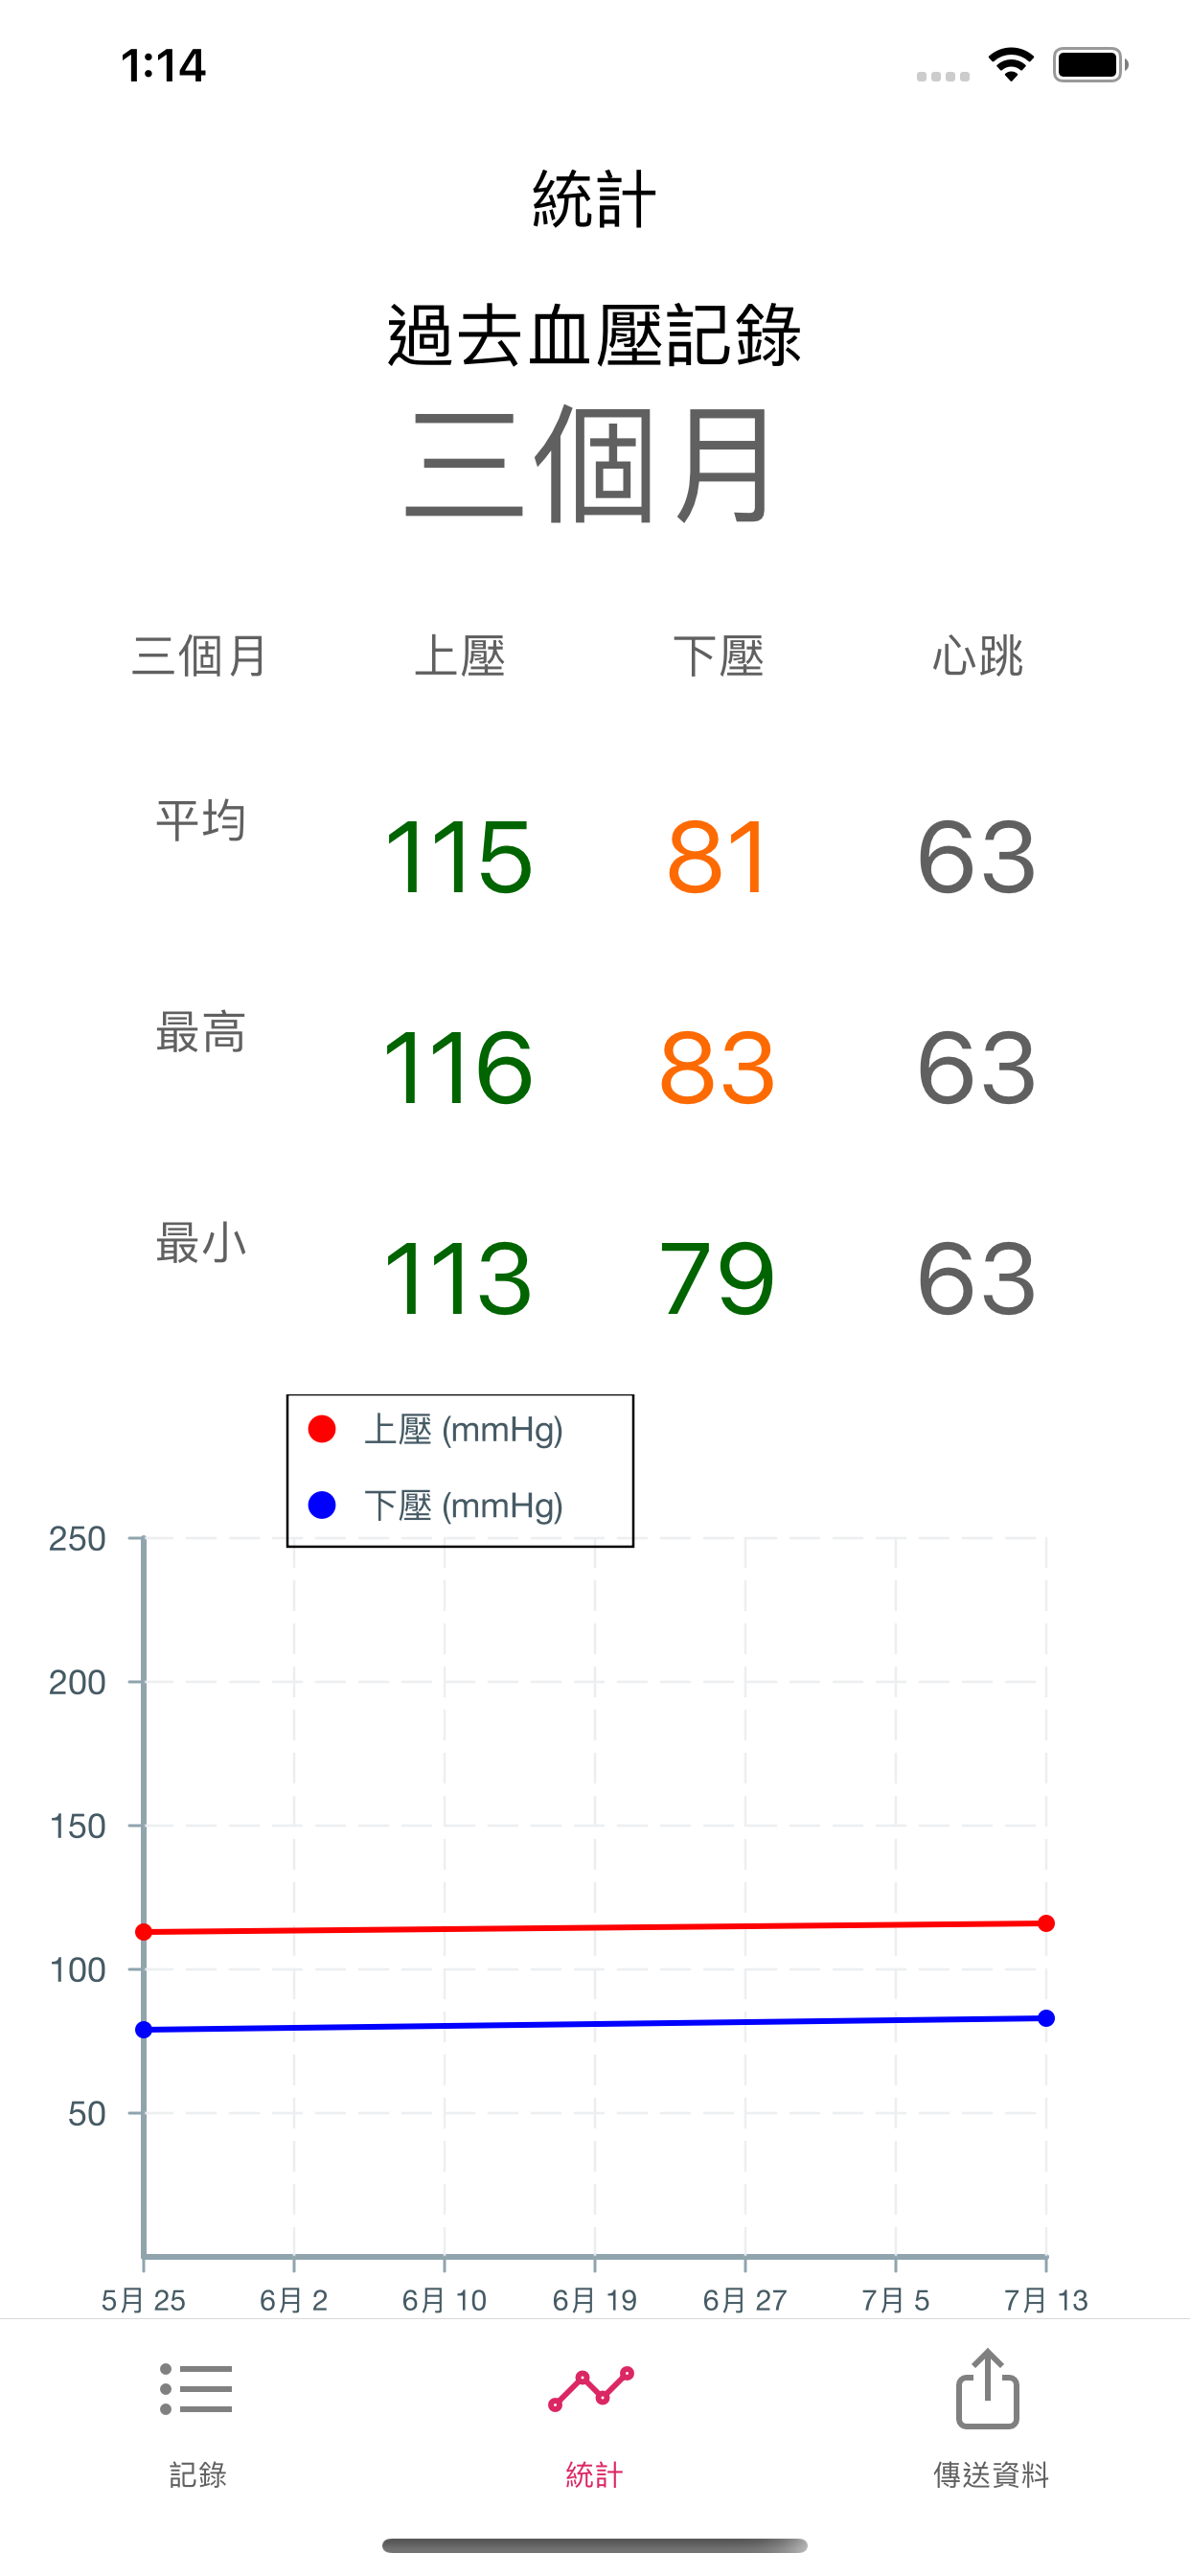 1:14
統計
過去血壓記錄
三個月
三個月 上壓 下壓 心跳
平均 115 81 63
最高 116 83 63
最小 113 79 63
上壓 (mmHg)
下壓 (mmHg)
250
200
150
100
50
5月 25 6月 2 6月 10 6月 19 6月 27 7月 5 7月 13
記錄 統計 傳送資料